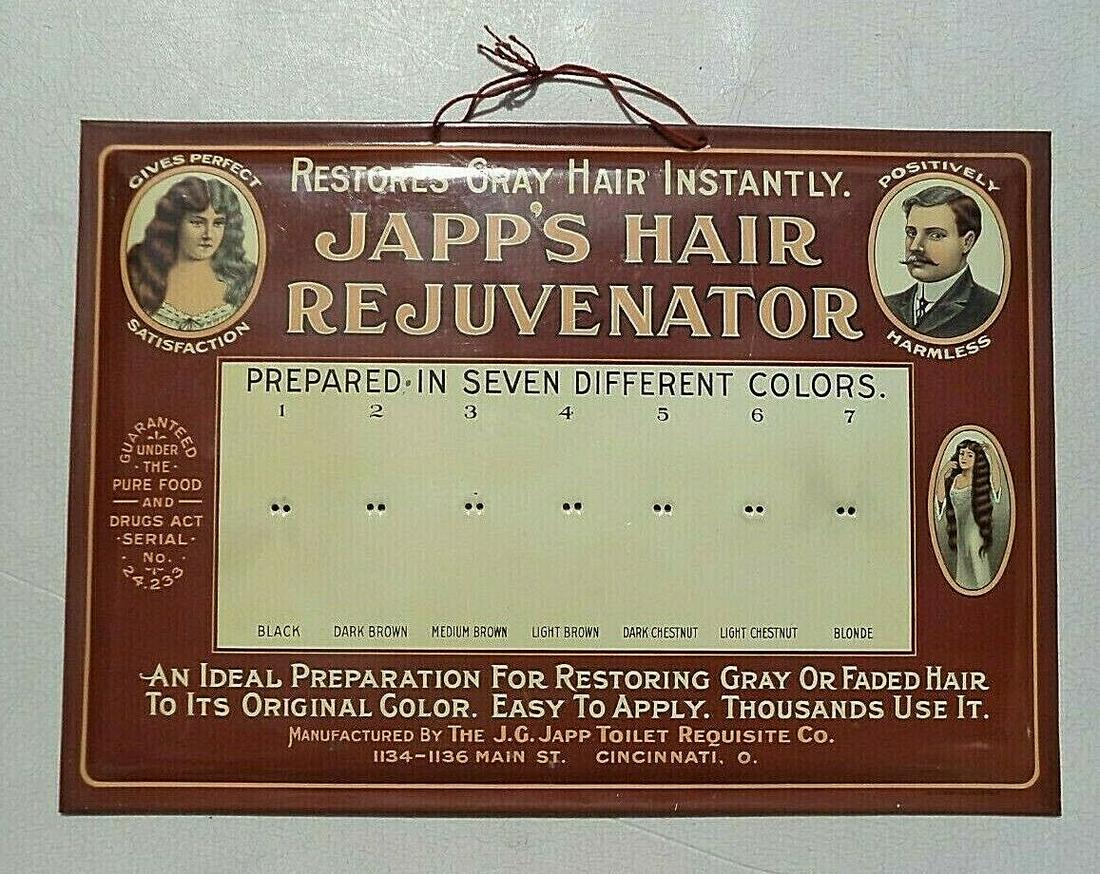 GIVES PERFECT
SATISFACTION
RESTORES GRAY HAIR INSTANTLY.
JAPP'S HAIR
REJUVENATOR
POSITIVELY
HARMLESS
PREPARED IN SEVEN DIFFERENT COLORS.
1 2 3 4 5 6 7
BLACK DARK BROWN MEDIUM BROWN LIGHT BROWN DARK CHESTNUT LIGHT CHESTNUT BLONDE
GUARANTEED
UNDER
· THE ·
PURE FOOD
— AND —
DRUGS ACT
· SERIAL ·
· No. ·
24.233
AN IDEAL PREPARATION FOR RESTORING GRAY OR FADED HAIR
TO ITS ORIGINAL COLOR. EASY TO APPLY. THOUSANDS USE IT.
MANUFACTURED BY THE J.G. JAPP TOILET REQUISITE CO.
1134-1136 MAIN ST. CINCINNATI, O.